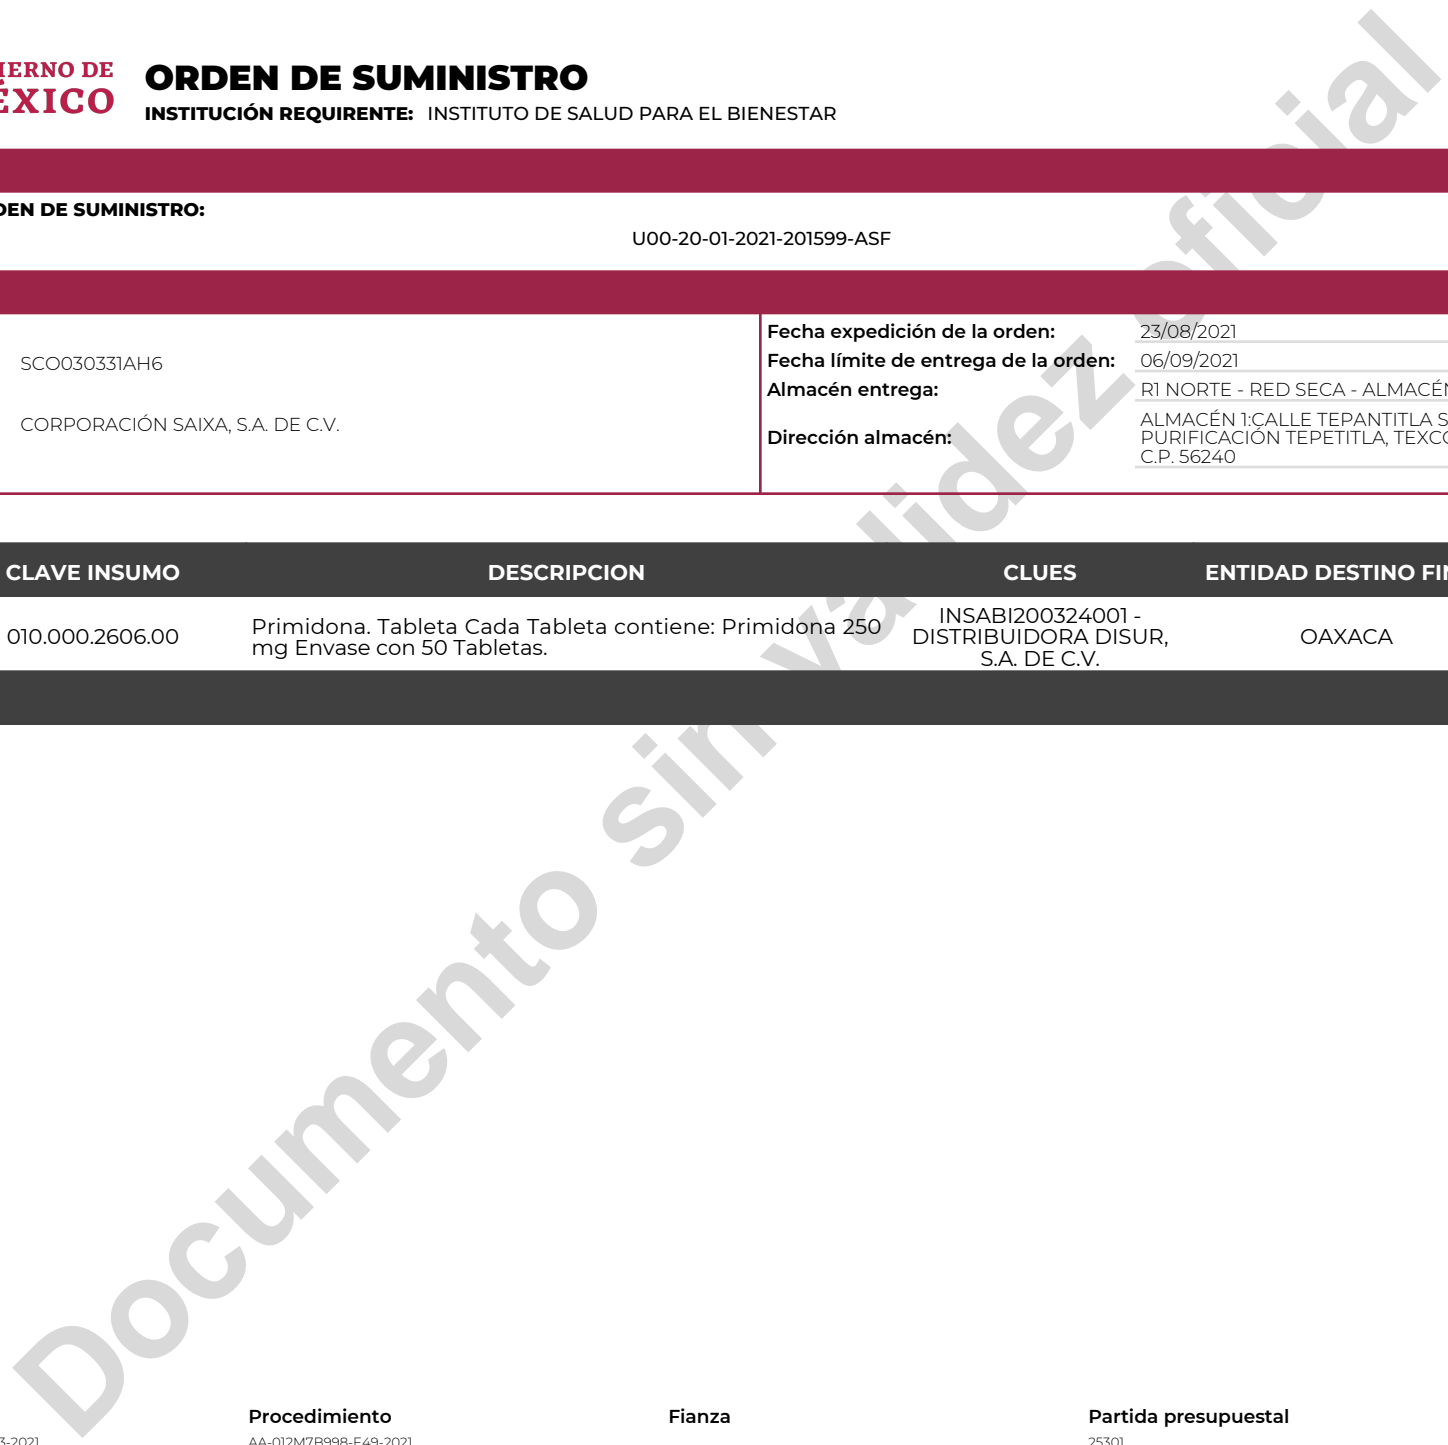 ORDEN DE SUMINISTRO
INSTITUCIÓN REQUIRENTE: INSTITUTO DE SALUD PARA EL BIENESTAR
DE SUMINISTRO:
U00-20-01-2021-201599-ASF
SCO030331AH6
CORPORACIÓN SAIXA, S.A. DE C.V.
Fecha expedición de la orden: 23/08/2021
Fecha límite de entrega de la orden: 06/09/2021
Almacén entrega: R1 NORTE - RED SECA - ALMACÉN
Dirección almacén: ALMACÉN 1:CALLE TEPANTITLA S
PURIFICACIÓN TEPETITLA, TEXCO
C.P. 56240
CLAVE INSUMO DESCRIPCION CLUES ENTIDAD DESTINO FIN
010.000.2606.00
Primidona. Tableta Cada Tableta contiene: Primidona 250
mg Envase con 50 Tabletas.
INSABI200324001 -
DISTRIBUIDORA DISUR,
S.A. DE C.V.
OAXACA
Documento sin validez oficial
Procedimiento Fianza Partida presupuestal
3-2021 AA-012M7B998-E49-2021 25301